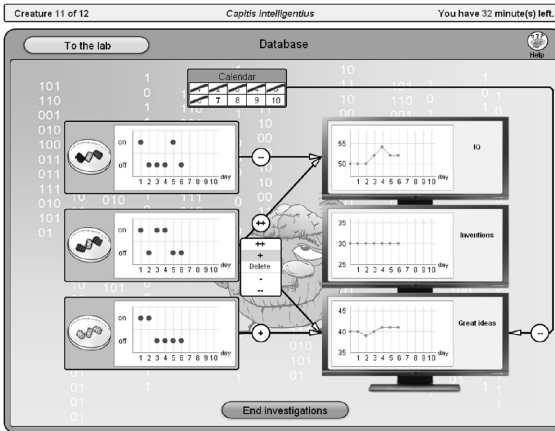 Creature 11 of 12 Capitis intelligentius You have 32 minute(s) left.
To the lab Database Help
Calendar
7 8 9 10
on
off
1 2 3 4 5 6 7 8 9 10 day
--
55
50
1 2 3 4 5 6 7 8 9 10 day
IQ
on
off
1 2 3 4 5 6 7 8 9 10 day
++
++
+
Delete
-
--
35
30
25
1 2 3 4 5 6 7 8 9 10 day
Inventions
on
off
1 2 3 4 5 6 7 8 9 10 day
+
45
40
35
1 2 3 4 5 6 7 8 9 10 day
Great ideas
--
End investigations